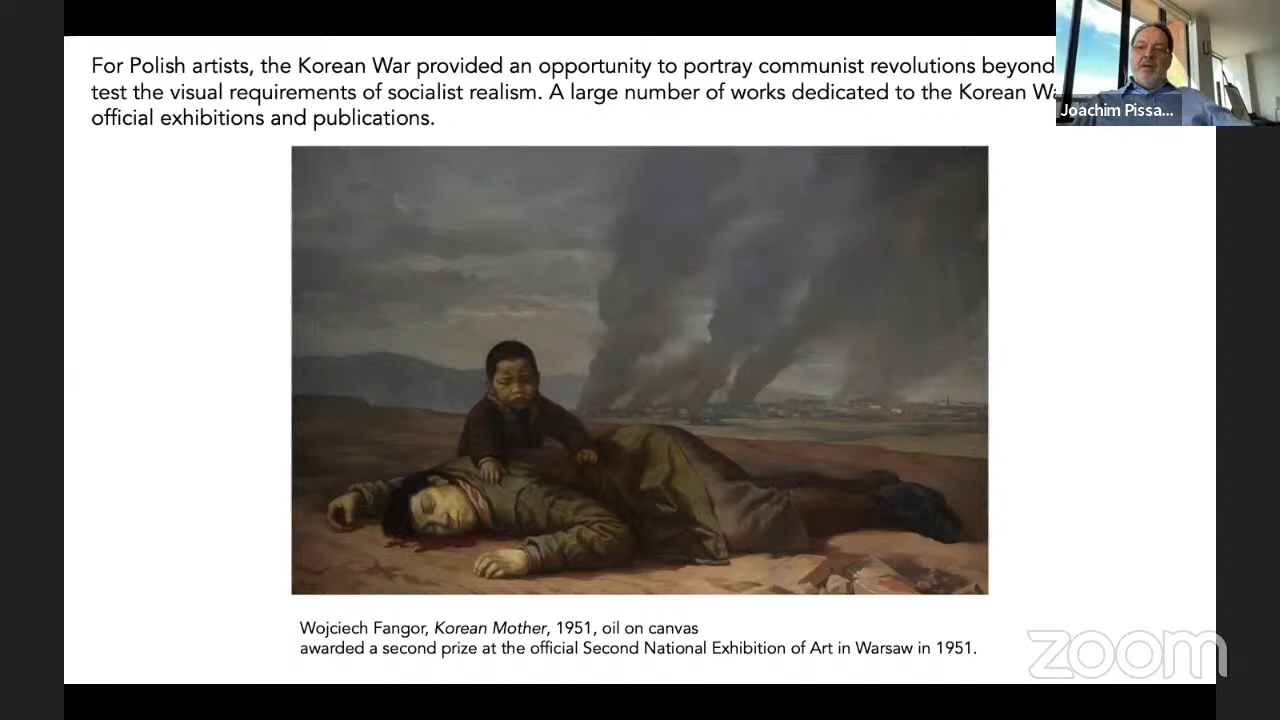 For Polish artists, the Korean War provided an opportunity to portray communist revolutions beyond
test the visual requirements of socialist realism. A large number of works dedicated to the Korean
official exhibitions and publications.
Joachim Pissa...
Wojciech Fangor, Korean Mother, 1951, oil on canvas
awarded a second prize at the official Second National Exhibition of Art in Warsaw in 1951.
zoom